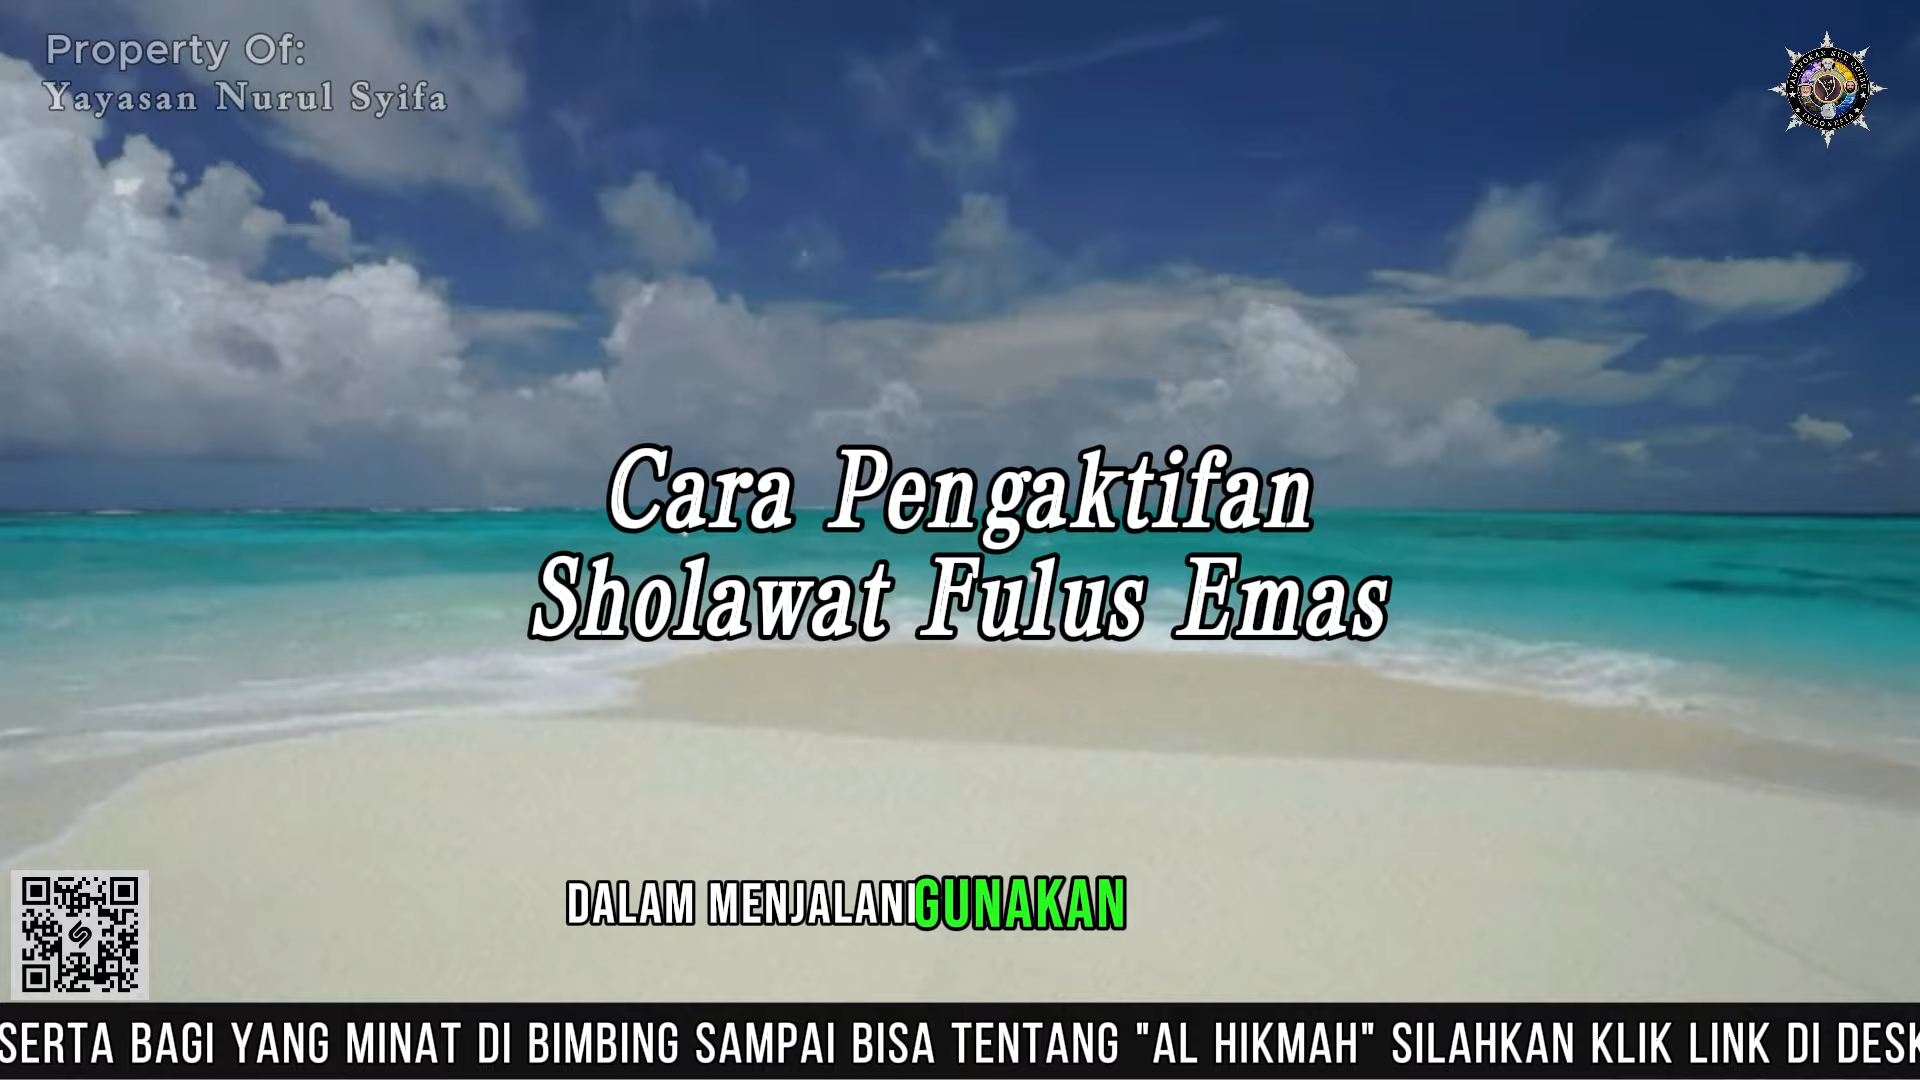 Property Of:
Yayasan Nurul Syifa
Cara Pengaktifan
Sholawat Fulus Emas
DALAM MENJALANI GUNAKAN
SERTA BAGI YANG MINAT DI BIMBING SAMPAI BISA TENTANG "AL HIKMAH" SILAHKAN KLIK LINK DI DESK